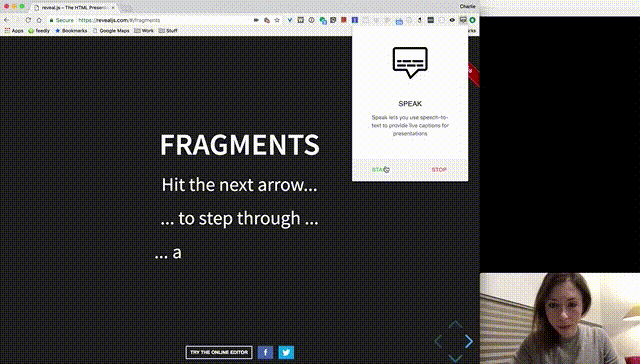 reveal.js – The HTML Presen
Charlie
Secure
https://revealjs.com/#/fragments
Apps
feedly
Bookmarks
Google Maps
Work
Stuff
SPEAK
Speak lets you use speech-to-
text to provide live captions for
presentations
STOP
FRAGMENTS
Hit the next arrow...
... to step through ...
... a
TRY THE ONLINE EDITOR